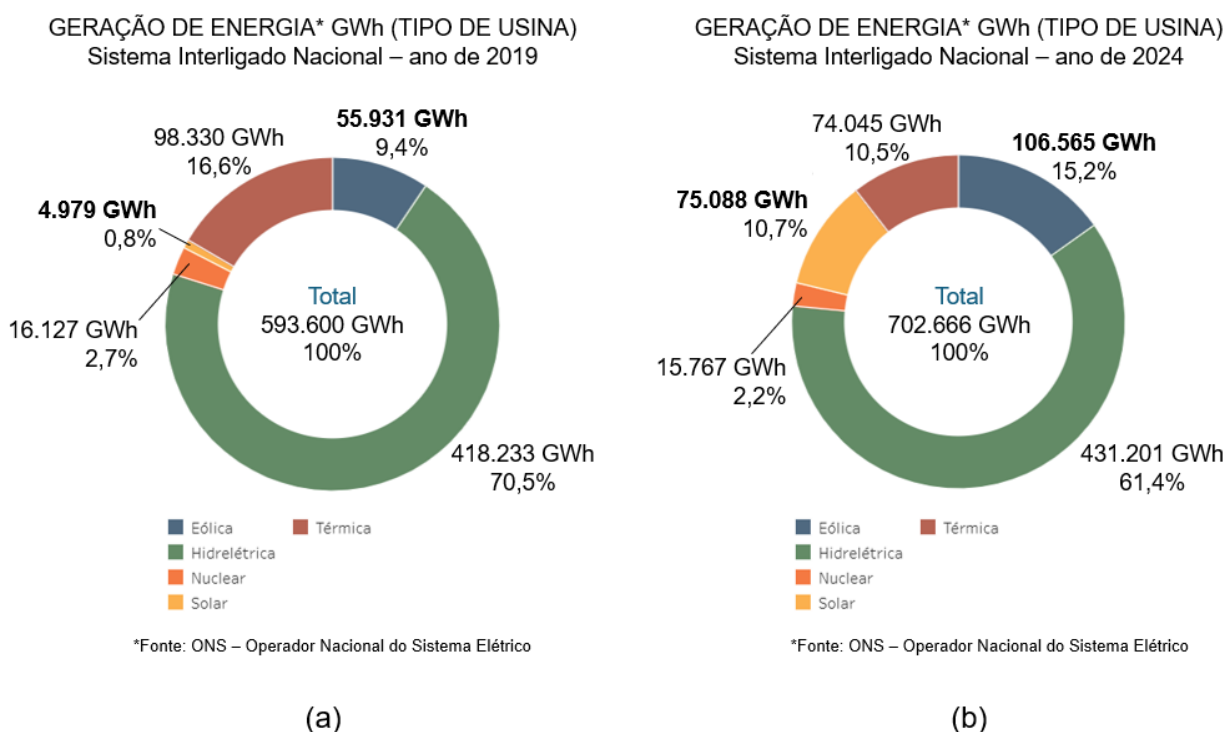 GERAÇÃO DE ENERGIA* GWh (TIPO DE USINA)
Sistema Interligado Nacional – ano de 2019
98.330 GWh
16,6%
55.931 GWh
9,4%
4.979 GWh
0,8%
16.127 GWh
2,7%
Total
593.600 GWh
100%
418.233 GWh
70,5%
Eólica
Térmica
Hidrelétrica
Nuclear
Solar
*Fonte: ONS – Operador Nacional do Sistema Elétrico
(a)
GERAÇÃO DE ENERGIA* GWh (TIPO DE USINA)
Sistema Interligado Nacional – ano de 2024
74.045 GWh
10,5%
106.565 GWh
15,2%
75.088 GWh
10,7%
15.767 GWh
2,2%
Total
702.666 GWh
100%
431.201 GWh
61,4%
Eólica
Térmica
Hidrelétrica
Nuclear
Solar
*Fonte: ONS – Operador Nacional do Sistema Elétrico
(b)